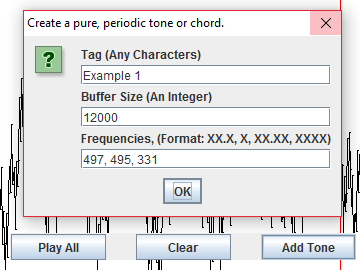 Create a pure, periodic tone or chord.
?
Tag (Any Characters)
Example 1
Buffer Size (An Integer)
12000
Frequencies, (Format: XX.X, X, XX.XX, XXXX)
497, 495, 331
OK
Play All
Clear
Add Tone